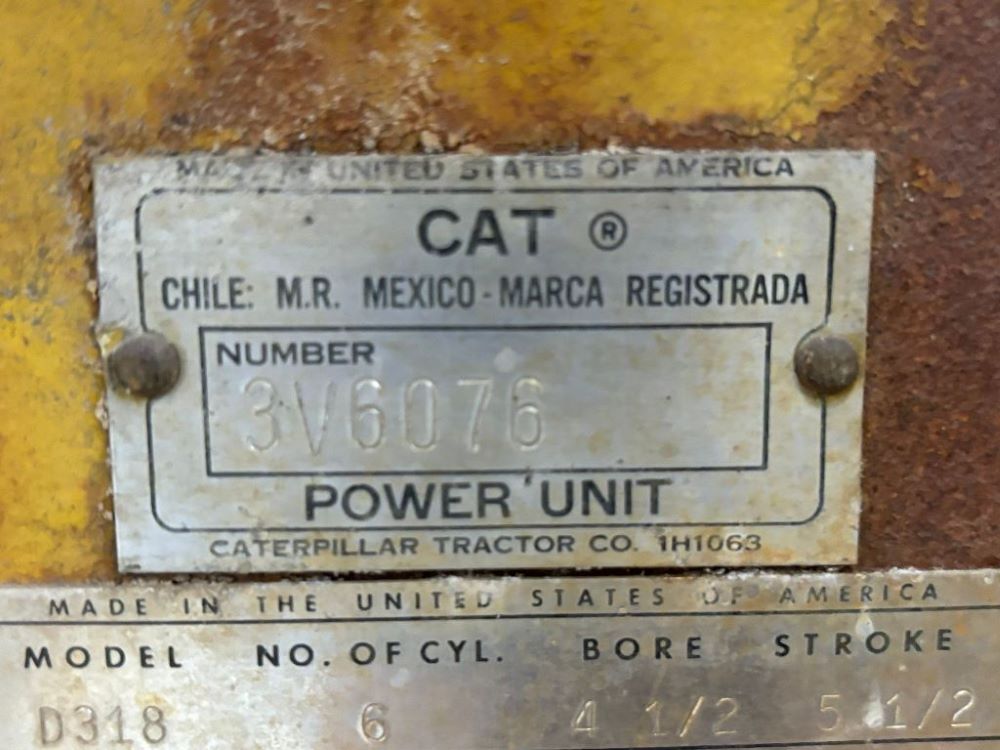 MADE IN UNITED STATES OF AMERICA
CAT ®
CHILE: M.R. MEXICO-MARCA REGISTRADA
NUMBER
3V6076
POWER UNIT
CATERPILLAR TRACTOR CO. 1H1063
MADE IN THE UNITED STATES OF AMERICA
MODEL NO. OF CYL. BORE STROKE
D318 6 4 1/2 5 1/2